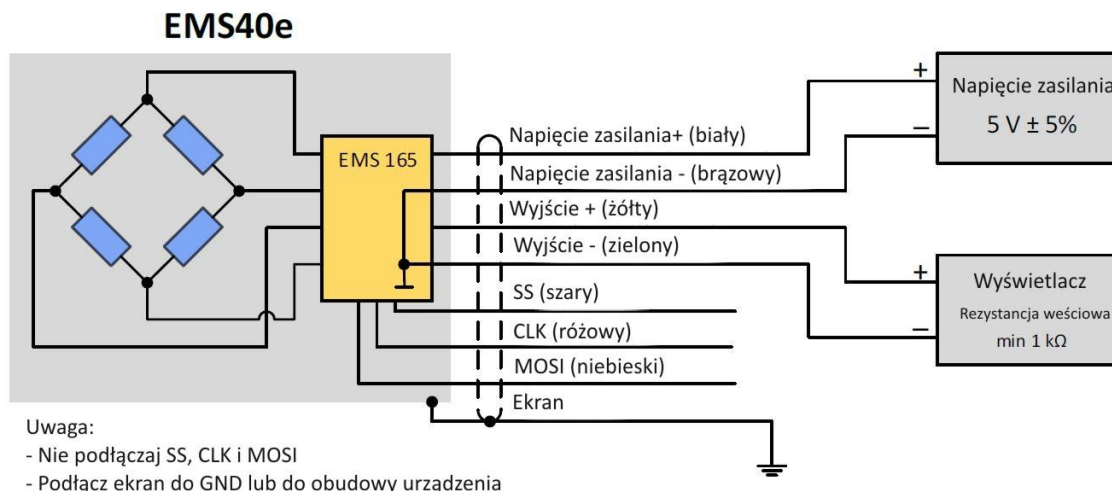 EMS40e
EMS 165
Napięcie zasilania+ (biały)
Napięcie zasilania - (brązowy)
Wyjście + (żółty)
Wyjście - (zielony)
SS (szary)
CLK (różowy)
MOSI (niebieski)
Ekran
+
Napięcie zasilania
5 V ± 5%
–
+
Wyświetlacz
Rezystancja weściowa
min 1 kΩ
–
Uwaga:
- Nie podłączaj SS, CLK i MOSI
- Podłącz ekran do GND lub do obudowy urządzenia